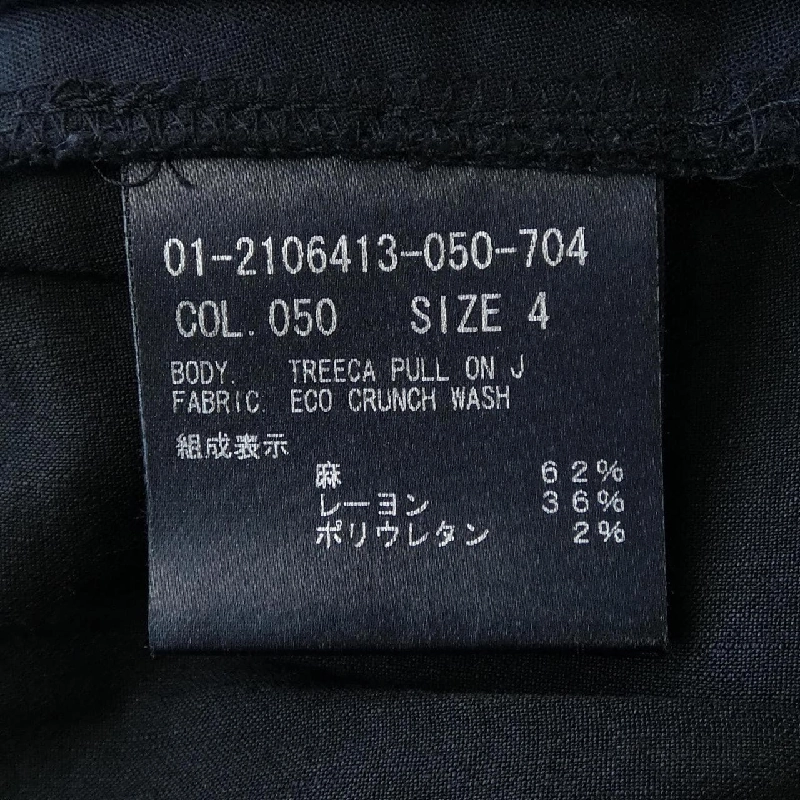 01-2106413-050-704
COL.050 SIZE 4
BODY. TREECA PULL ON J
FABRIC. ECO CRUNCH WASH
組成表示
麻 62%
レーヨン 36%
ポリウレタン 2%